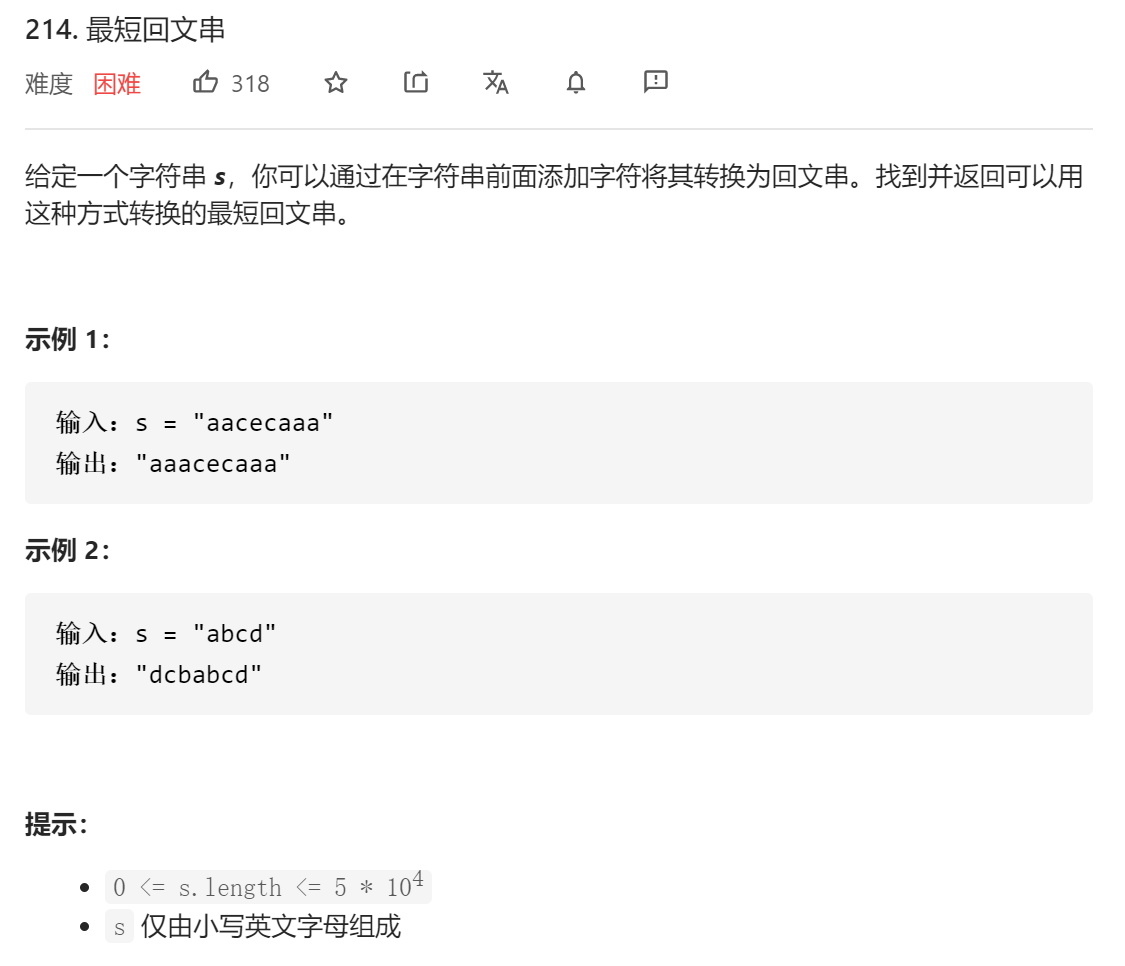 214. 最短回文串
难度 困难 318 文A
给定一个字符串 s，你可以通过在字符串前面添加字符将其转换为回文串。找到并返回可以用
这种方式转换的最短回文串。
示例 1：
输入：s = "aacecaaa"
输出："aaacecaaa"
示例 2：
输入：s = "abcd"
输出："dcbabcd"
提示：
• 0 <= s.length <= 5 * 10⁴
• s 仅由小写英文字母组成